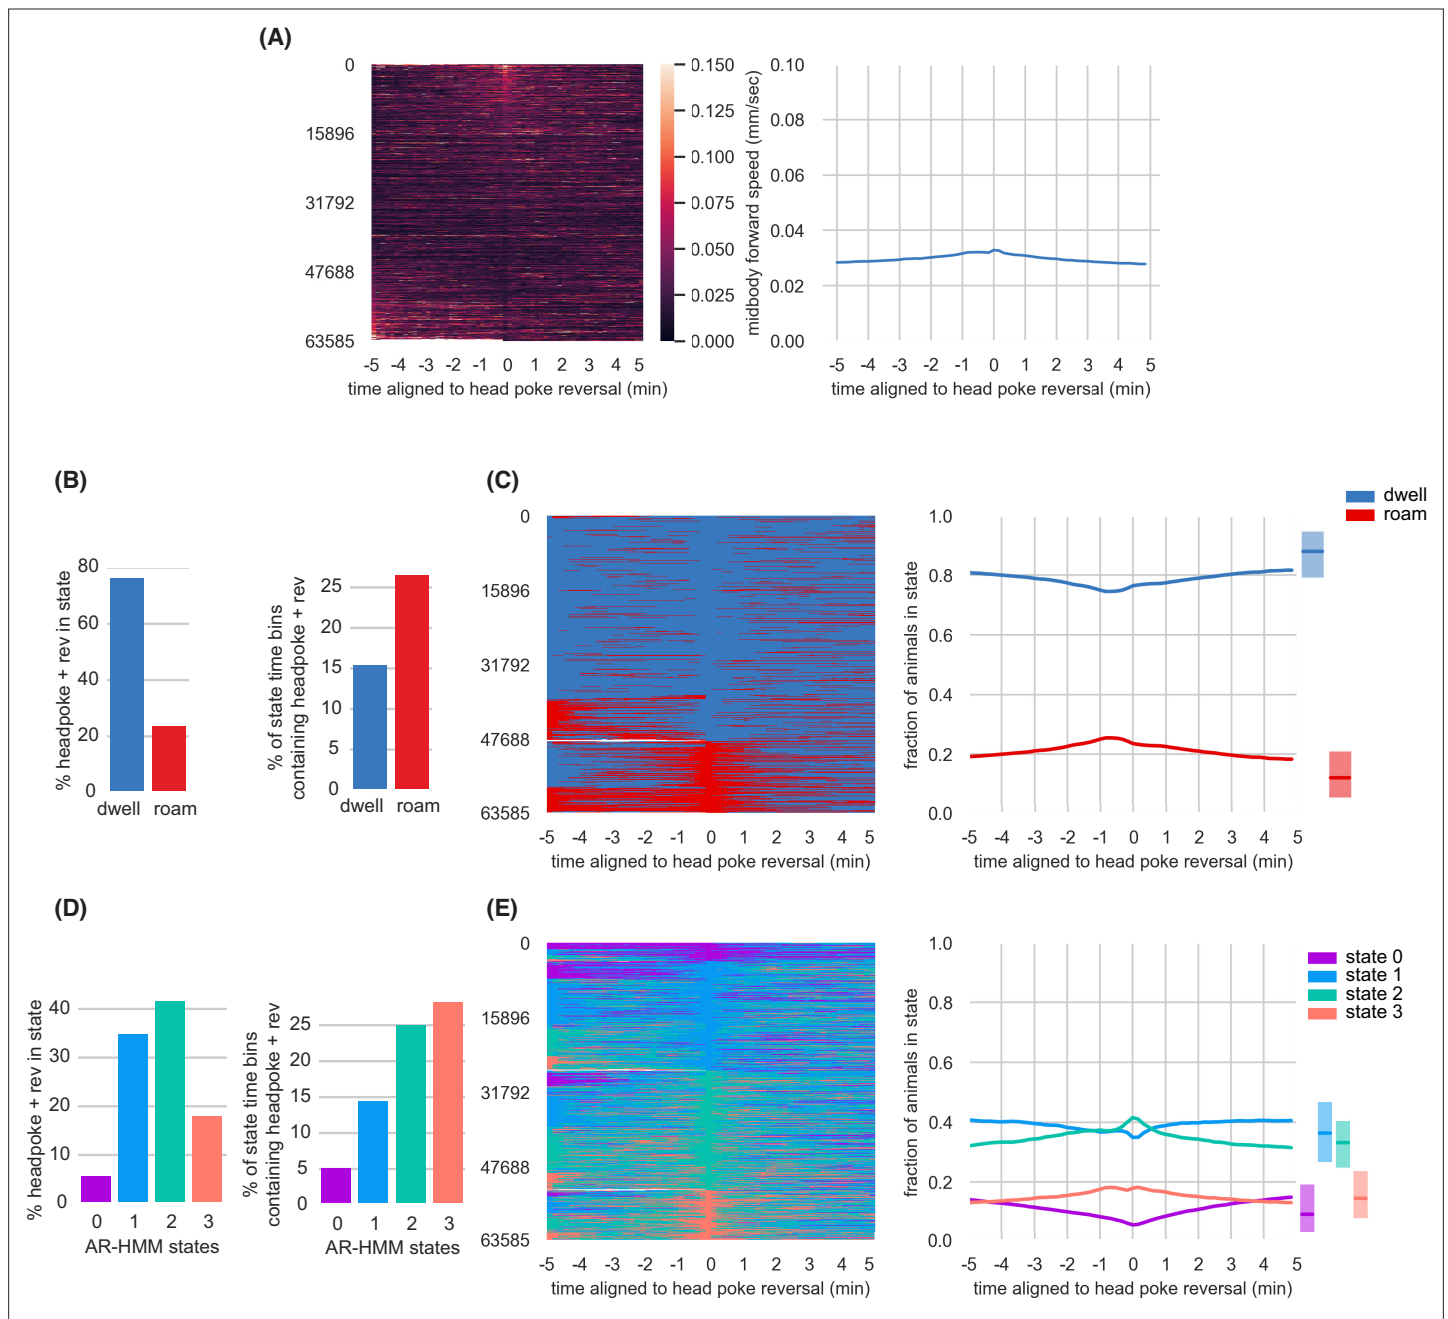 (A)
0
15896
31792
47688
63585
-5 -4 -3 -2 -1 0 1 2 3 4 5
time aligned to head poke reversal (min)
0.150
0.125
0.100
0.075
0.050
0.025
0.000
midbody forward speed (mm/sec)
0.10
0.08
0.06
0.04
0.02
0.00
-5 -4 -3 -2 -1 0 1 2 3 4 5
time aligned to head poke reversal (min)
(B)
% headpoke + rev in state
80
60
40
20
0
dwell roam
% of state time bins
containing headpoke + rev
25
20
15
10
5
0
dwell roam
(C)
0
15896
31792
47688
63585
-5 -4 -3 -2 -1 0 1 2 3 4 5
time aligned to head poke reversal (min)
fraction of animals in state
1.0
0.8
0.6
0.4
0.2
0.0
-5 -4 -3 -2 -1 0 1 2 3 4 5
time aligned to head poke reversal (min)
dwell
roam
(D)
% headpoke + rev in state
40
30
20
10
0
0 1 2 3
AR-HMM states
% of state time bins
containing headpoke + rev
25
20
15
10
5
0
0 1 2 3
AR-HMM states
(E)
0
15896
31792
47688
63585
-5 -4 -3 -2 -1 0 1 2 3 4 5
time aligned to head poke reversal (min)
fraction of animals in state
1.0
0.8
0.6
0.4
0.2
0.0
-5 -4 -3 -2 -1 0 1 2 3 4 5
time aligned to head poke reversal (min)
state 0
state 1
state 2
state 3